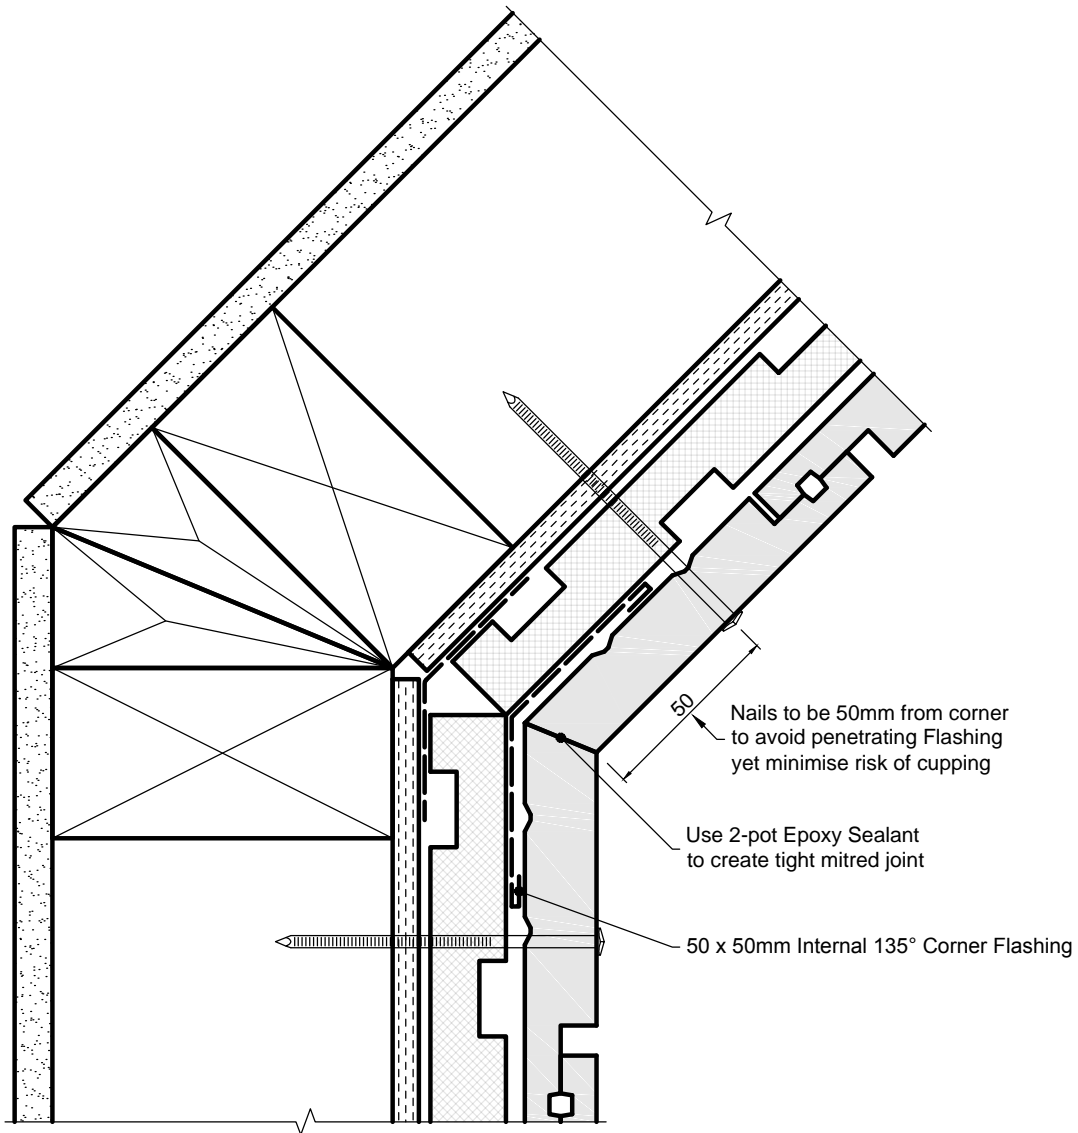 50
Nails to be 50mm from corner
to avoid penetrating Flashing
yet minimise risk of cupping
Use 2-pot Epoxy Sealant
to create tight mitred joint
50 x 50mm Internal 135° Corner Flashing